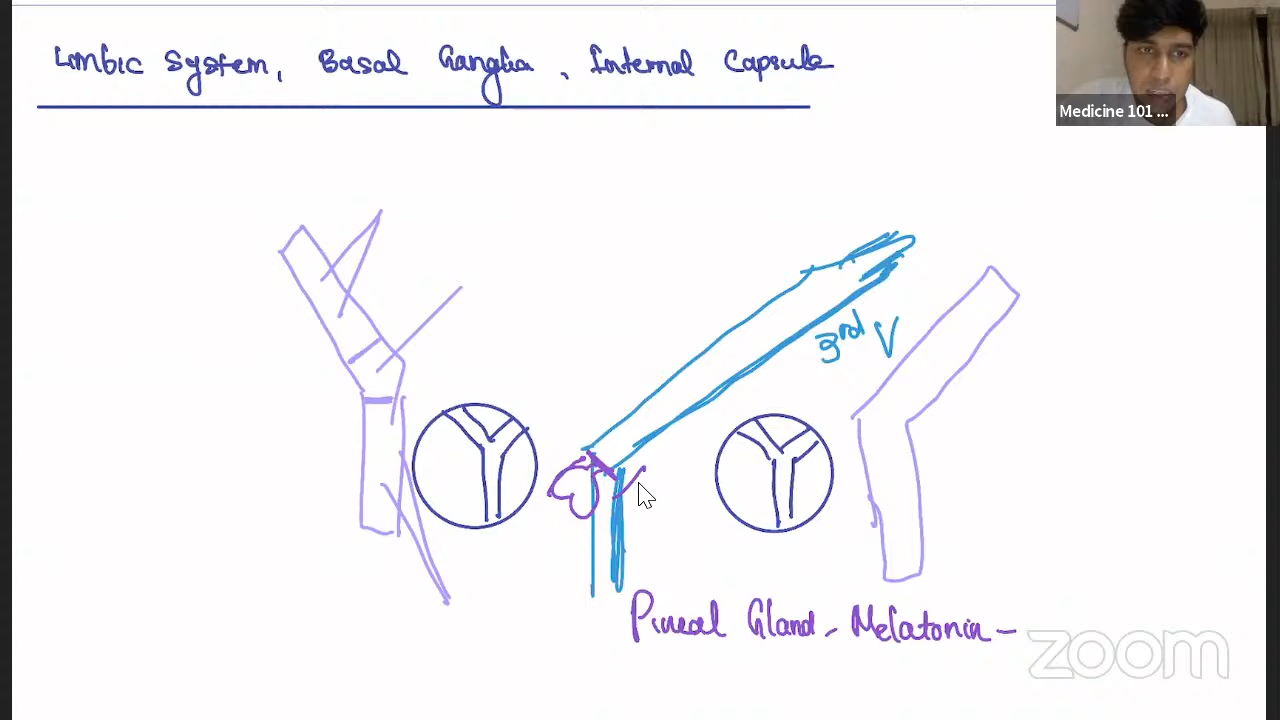 Limbic System, Basal Ganglia, Internal Capsule
Medicine 101 ...
3rd V
Pineal Gland - Melatonin -
zoom